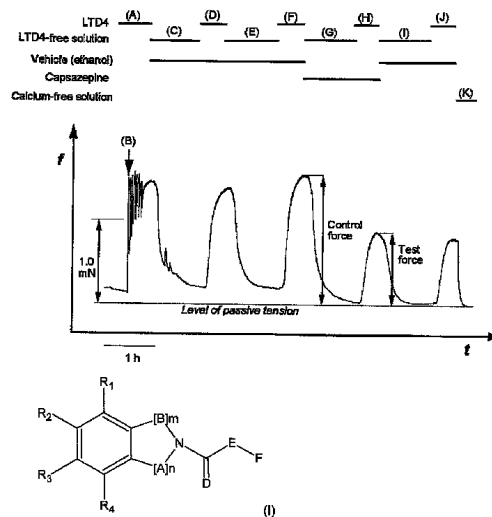 LTD4 (A) (D) (F) (H) (J)
LTD4-free solution (C) (E) (G) (I)
Vehicle (ethanol)
Capsazepine
Calcium-free solution (K)
(B)
f
Control force
Test force
1.0 mN
Level of passive tension
1 h
t
R1
R2
[B]m
N
E
F
R3
[A]n
D
R4
(I)